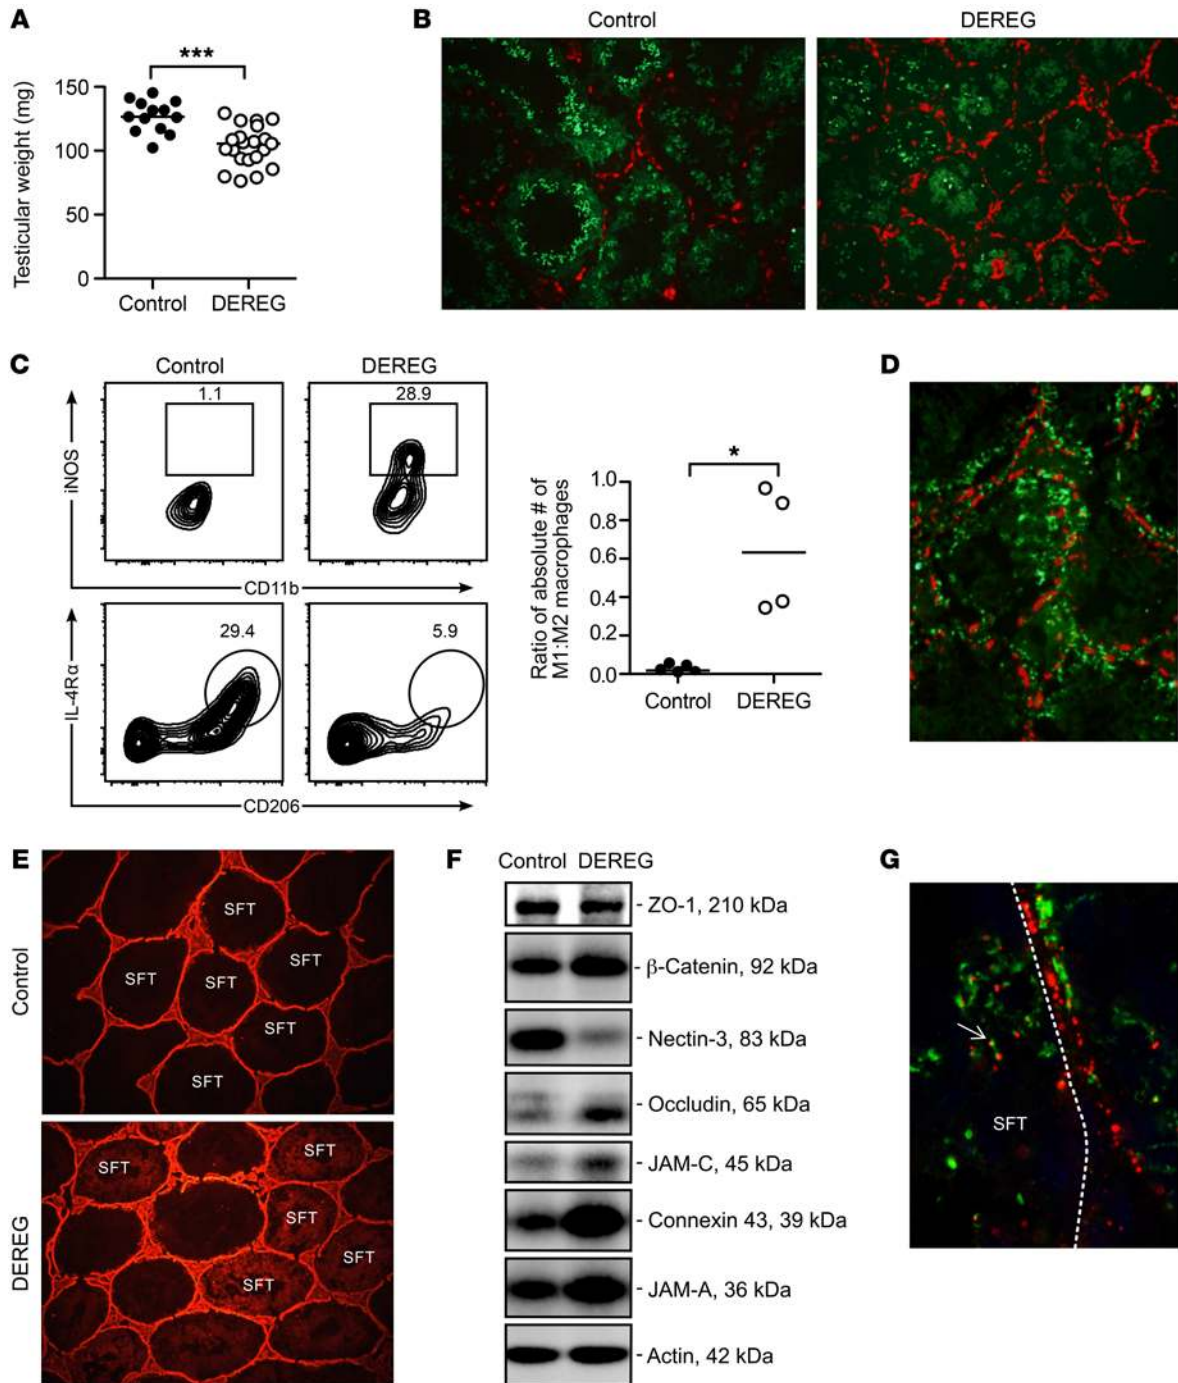 A
***
Testicular weight (mg)
150
100
50
0
Control
DEREG
B
Control
DEREG
C
Control
DEREG
iNOS
1.1
28.9
CD11b
IL-4Rα
29.4
5.9
CD206
*
Ratio of absolute # of
M1:M2 macrophages
1.0
0.8
0.6
0.4
0.2
0.0
Control
DEREG
D
E
Control
SFT
SFT
SFT
SFT
SFT
SFT
DEREG
SFT
SFT
SFT
SFT
SFT
F
Control DEREG
- ZO-1, 210 kDa
- β-Catenin, 92 kDa
- Nectin-3, 83 kDa
- Occludin, 65 kDa
- JAM-C, 45 kDa
- Connexin 43, 39 kDa
- JAM-A, 36 kDa
- Actin, 42 kDa
G
SFT